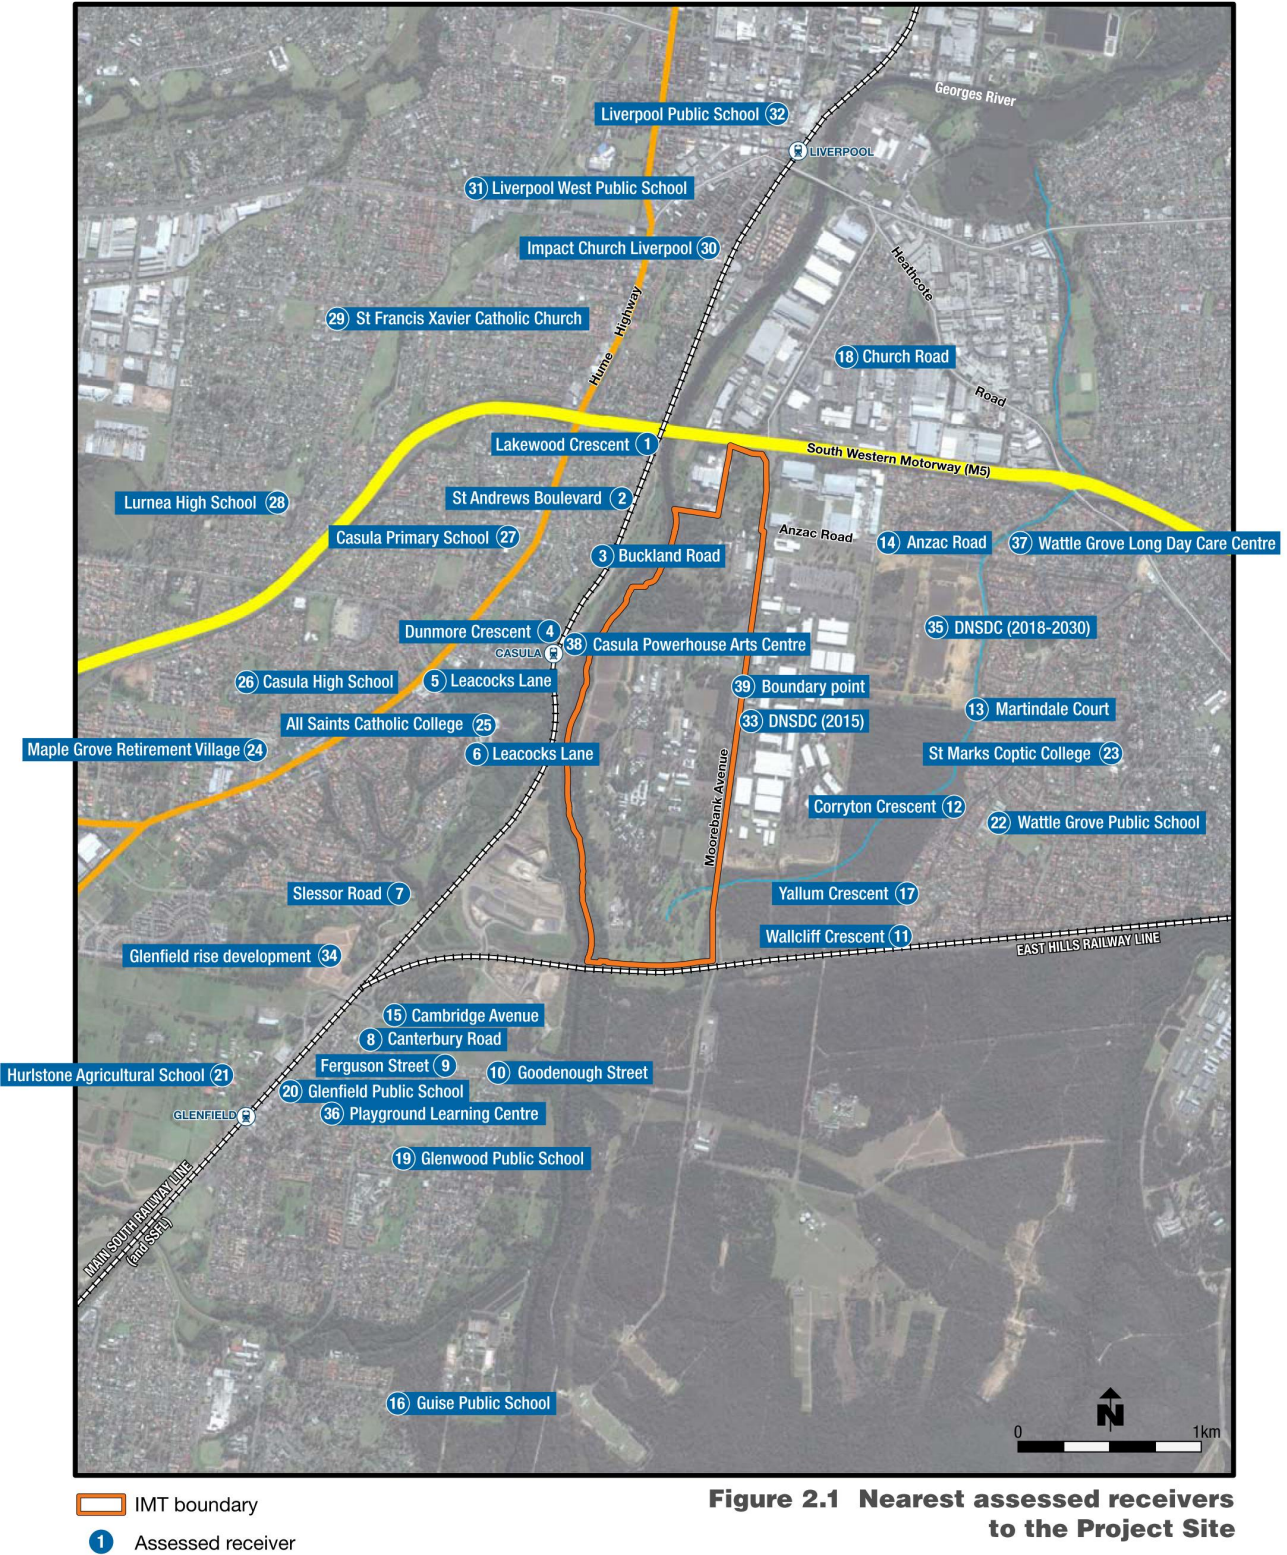 Georges River
Liverpool Public School 32
LIVERPOOL
31 Liverpool West Public School
Impact Church Liverpool 30
Heathcote
Road
29 St Francis Xavier Catholic Church
Hume Highway
18 Church Road
Lakewood Crescent 1
South Western Motorway (M5)
St Andrews Boulevard 2
Lurnea High School 28
Casula Primary School 27
Anzac Road
14 Anzac Road
37 Wattle Grove Long Day Care Centre
3 Buckland Road
Dunmore Crescent 4
35 DNSDC (2018-2030)
38 Casula Powerhouse Arts Centre
CASULA
26 Casula High School
5 Leacocks Lane
39 Boundary point
13 Martindale Court
All Saints Catholic College 25
33 DNSDC (2015)
Maple Grove Retirement Village 24
6 Leacocks Lane
St Marks Coptic College 23
Moorebank Avenue
Corryton Crescent 12
22 Wattle Grove Public School
Slessor Road 7
Yallum Crescent 17
Wallcliff Crescent 11
EAST HILLS RAILWAY LINE
Glenfield rise development 34
15 Cambridge Avenue
8 Canterbury Road
Ferguson Street 9
10 Goodenough Street
Hurlstone Agricultural School 21
20 Glenfield Public School
GLENFIELD
36 Playground Learning Centre
19 Glenwood Public School
MAIN SOUTH RAILWAY LINE
(and SSFL)
16 Guise Public School
N
0 1km
IMT boundary
1 Assessed receiver
Figure 2.1 Nearest assessed receivers
to the Project Site